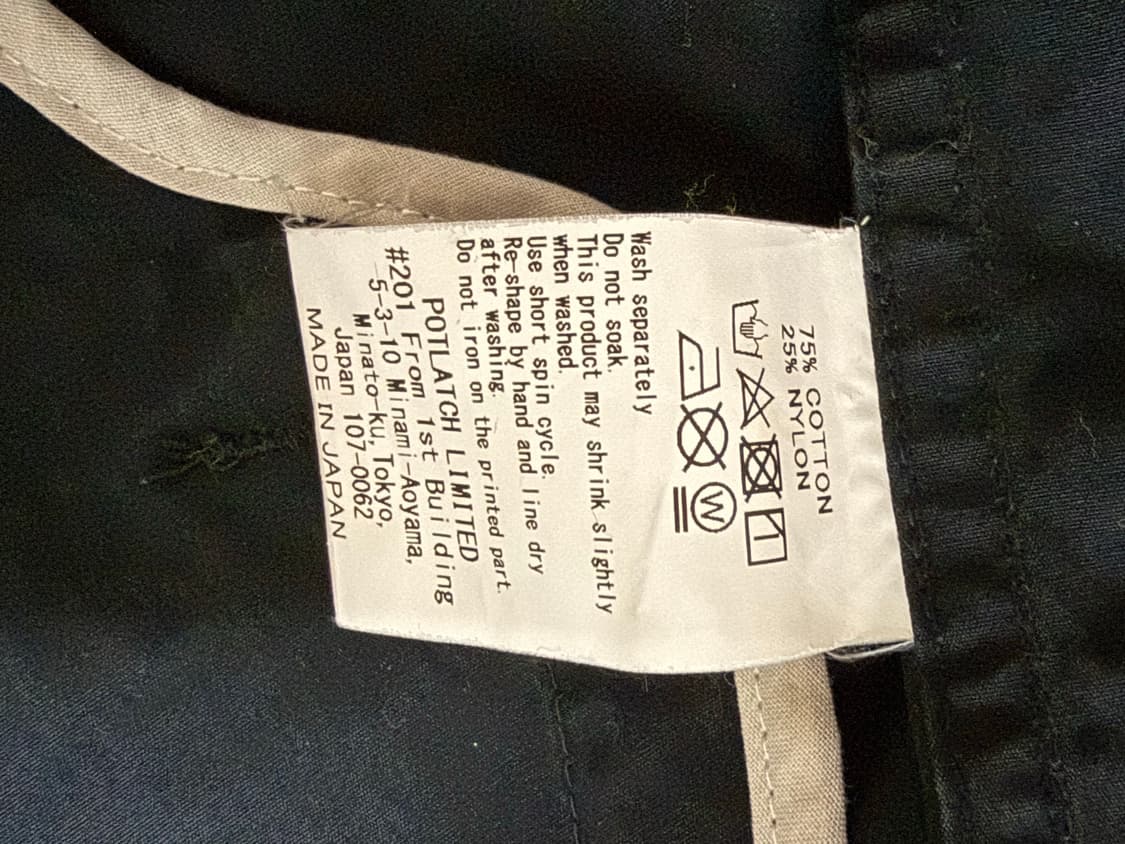 75% COTTON
25% NYLON
W
Wash separately
Do not soak.
This product may shrink slightly
when washed.
Use short spin cycle.
Re-shape by hand and line dry
after washing.
Do not iron on the printed part.
POTLATCH LIMITED
#201 From 1st Building
5-3-10 Minami-Aoyama,
Minato-ku, Tokyo,
Japan 107-0062
MADE IN JAPAN